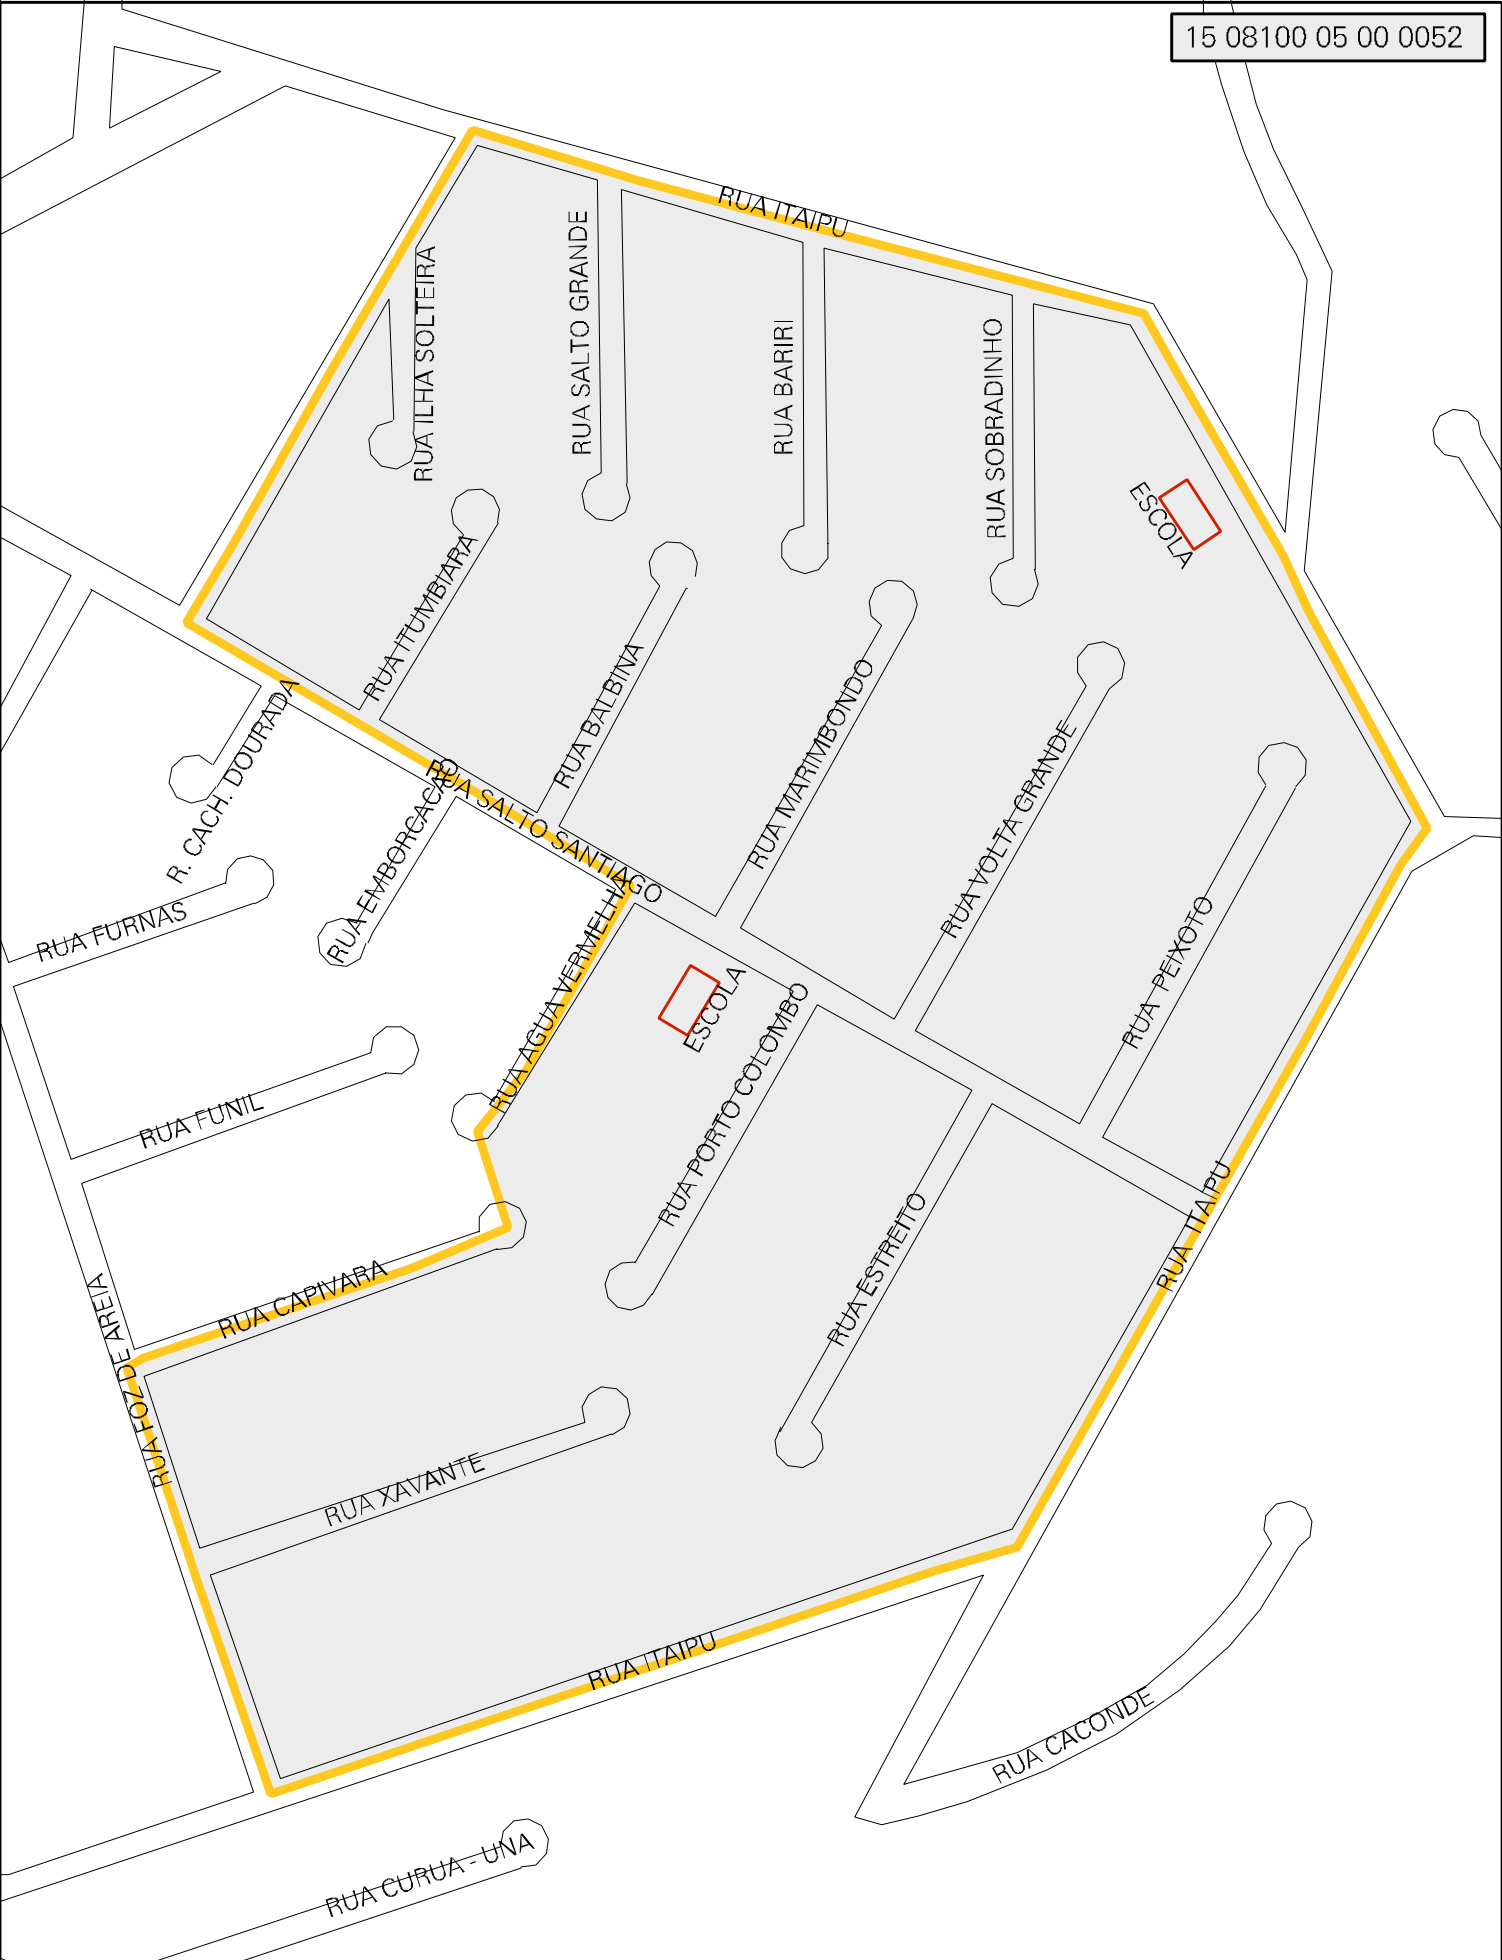 15 08100 05 00 0052
RUA ITAIPU
RUA ILHA SOLTEIRA
RUA SALTO GRANDE
RUA BARIRI
RUA SOBRADINHO
ESCOLA
RUA ITUMBIARA
RUA BALBINA
RUA MARIMBONDO
RUA VOLTA GRANDE
RUA PEIXOTO
R. CACH. DOURADA
RUA EMBORCACAO
RUA SALTO SANTIAGO
RUA FURNAS
RUA AGUA VERMELHA
ESCOLA
RUA PORTO COLOMBO
RUA FUNIL
RUA ESTREITO
RUA ITAIPU
RUA CAPIVARA
RUA FOZ DE AREIA
RUA XAVANTE
RUA ITAIPU
RUA CACONDE
RUA CURUA - UNA